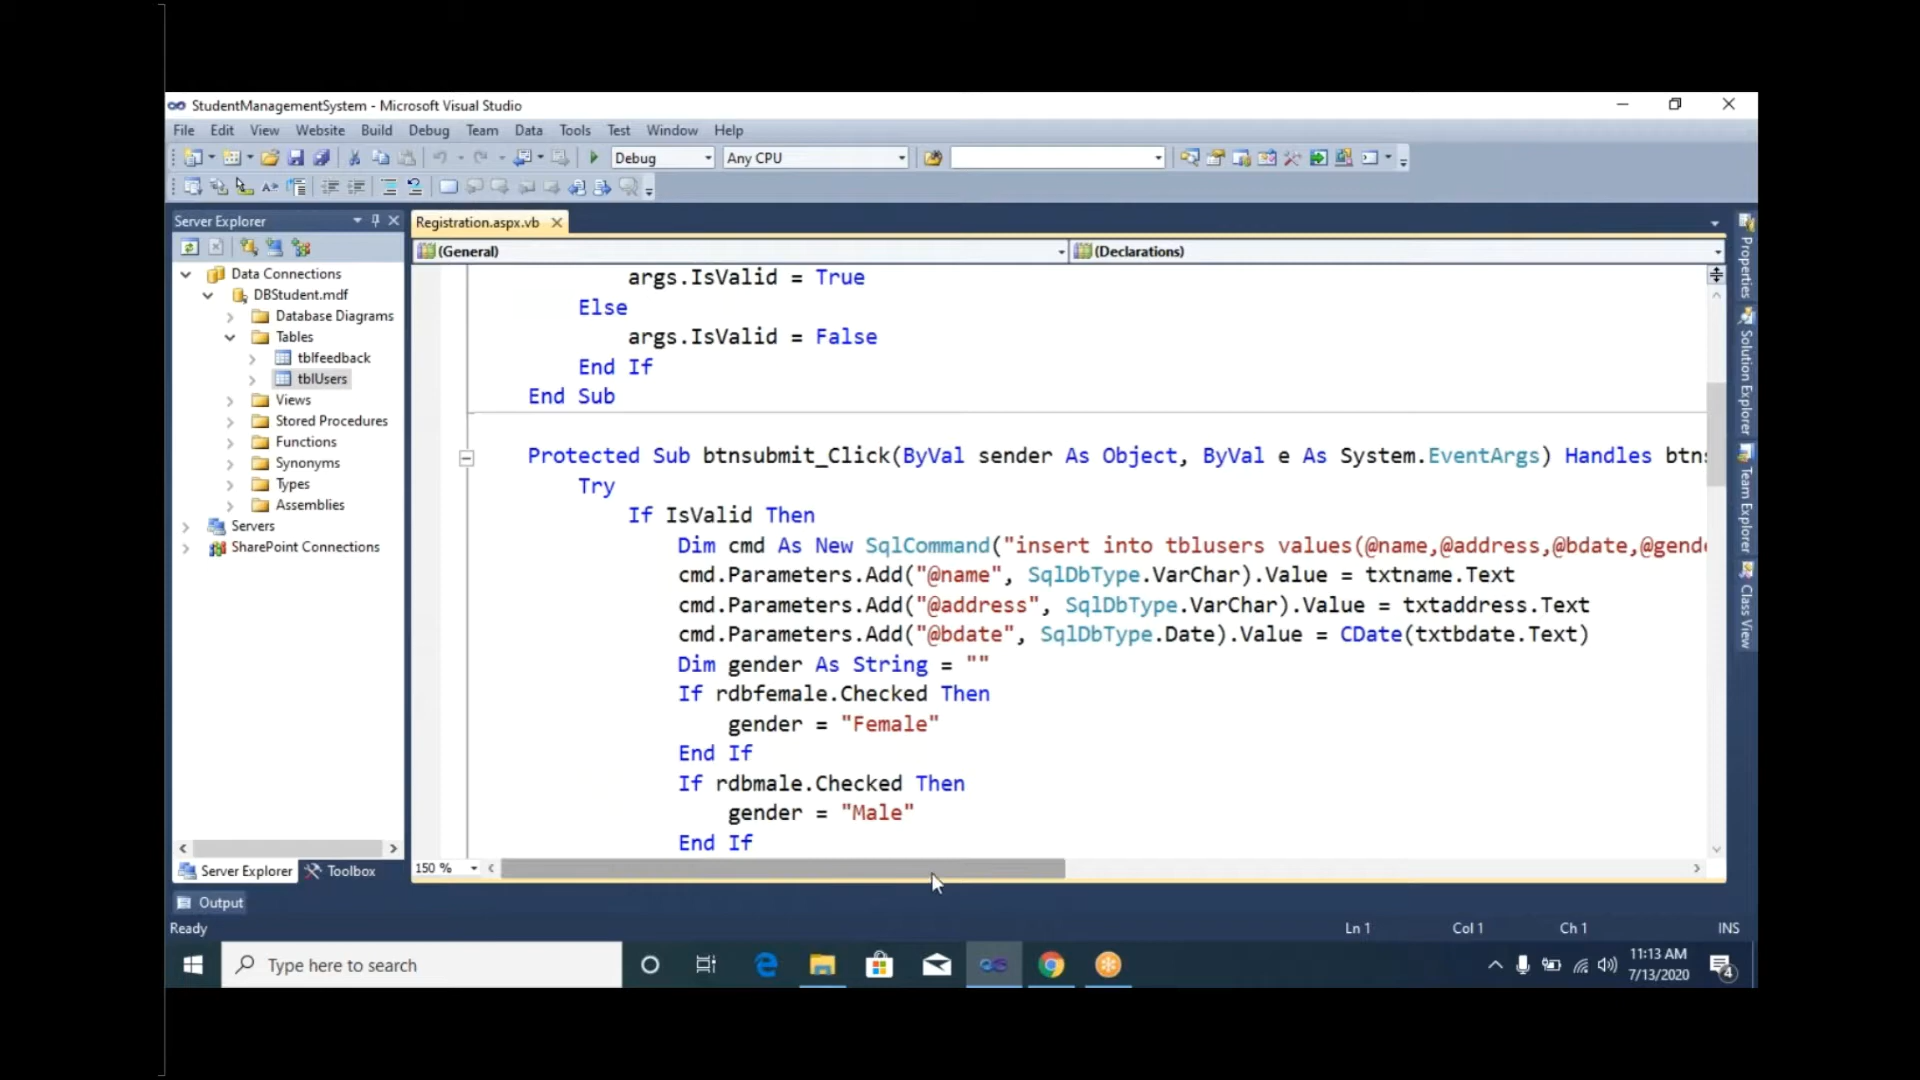 StudentManagementSystem - Microsoft Visual Studio
File Edit View Website Build Debug Team Data Tools Test Window Help
Debug Any CPU
Server Explorer
Registration.aspx.vb
(General) (Declarations)
Data Connections
DBStudent.mdf
Database Diagrams
Tables
tblfeedback
tblUsers
Views
Stored Procedures
Functions
Synonyms
Types
Assemblies
Servers
SharePoint Connections
args.IsValid = True
Else
args.IsValid = False
End If
End Sub
Protected Sub btnsubmit_Click(ByVal sender As Object, ByVal e As System.EventArgs) Handles btns
Try
If IsValid Then
Dim cmd As New SqlCommand("insert into tblusers values(@name,@address,@bdate,@gende
cmd.Parameters.Add("@name", SqlDbType.VarChar).Value = txtname.Text
cmd.Parameters.Add("@address", SqlDbType.VarChar).Value = txtaddress.Text
cmd.Parameters.Add("@bdate", SqlDbType.Date).Value = CDate(txtbdate.Text)
Dim gender As String = ""
If rdbfemale.Checked Then
gender = "Female"
End If
If rdbmale.Checked Then
gender = "Male"
End If
Properties
Solution Explorer
Team Explorer
Class View
150 %
Server Explorer Toolbox
Output
Ready Ln 1 Col 1 Ch 1 INS
Type here to search
11:13 AM
7/13/2020
4